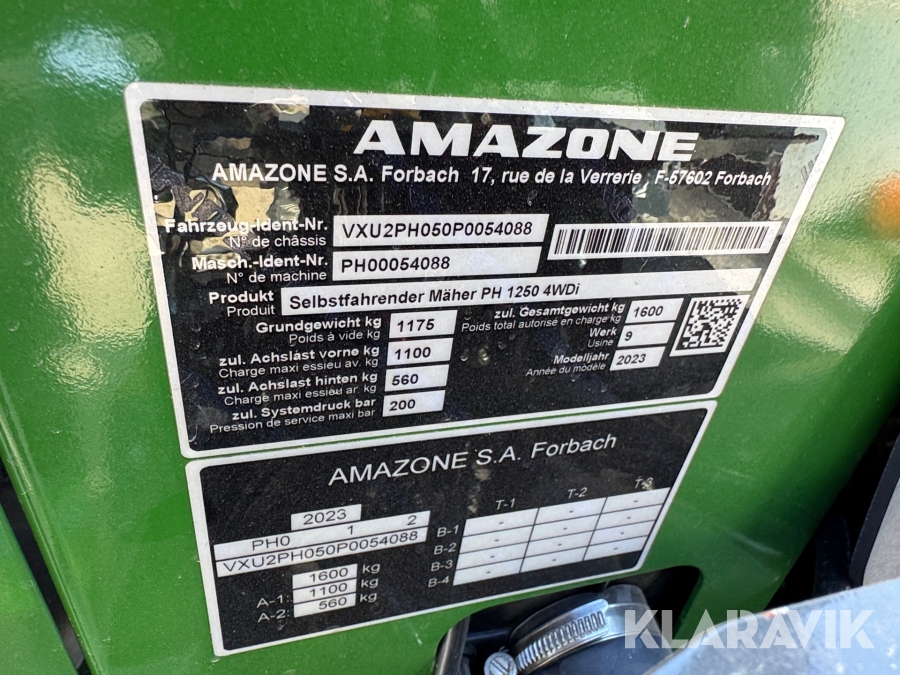 AMAZONE
AMAZONE S.A. Forbach 17, rue de la Verrerie F-57602 Forbach
Fahrzeug-Ident-Nr. VXU2PH050P0054088
N° de châssis
Masch.-Ident-Nr. PH00054088
N° de machine
Produkt Selbstfahrender Mäher PH 1250 4WDi
Produit
Grundgewicht kg 1175 zul. Gesamtgewicht kg 1600
Poids à vide kg Poids total autorisé en charge kg
zul. Achslast vorne kg 1100 Werk 9
Charge maxi essieu av. kg Usine
zul. Achslast hinten kg 560 Modelljahr 2023
Charge maxi essieu ar. kg Année du modèle
zul. Systemdruck bar 200
Pression de service maxi bar
AMAZONE S.A. Forbach
2023 T-1 T-2 T-3
PH0 1 2 B-1 - - -
VXU2PH050P0054088 B-2 - - -
1600 kg B-3 - - -
A-1: 1100 kg B-4 - - -
A-2: 560 kg
KLARAVIK